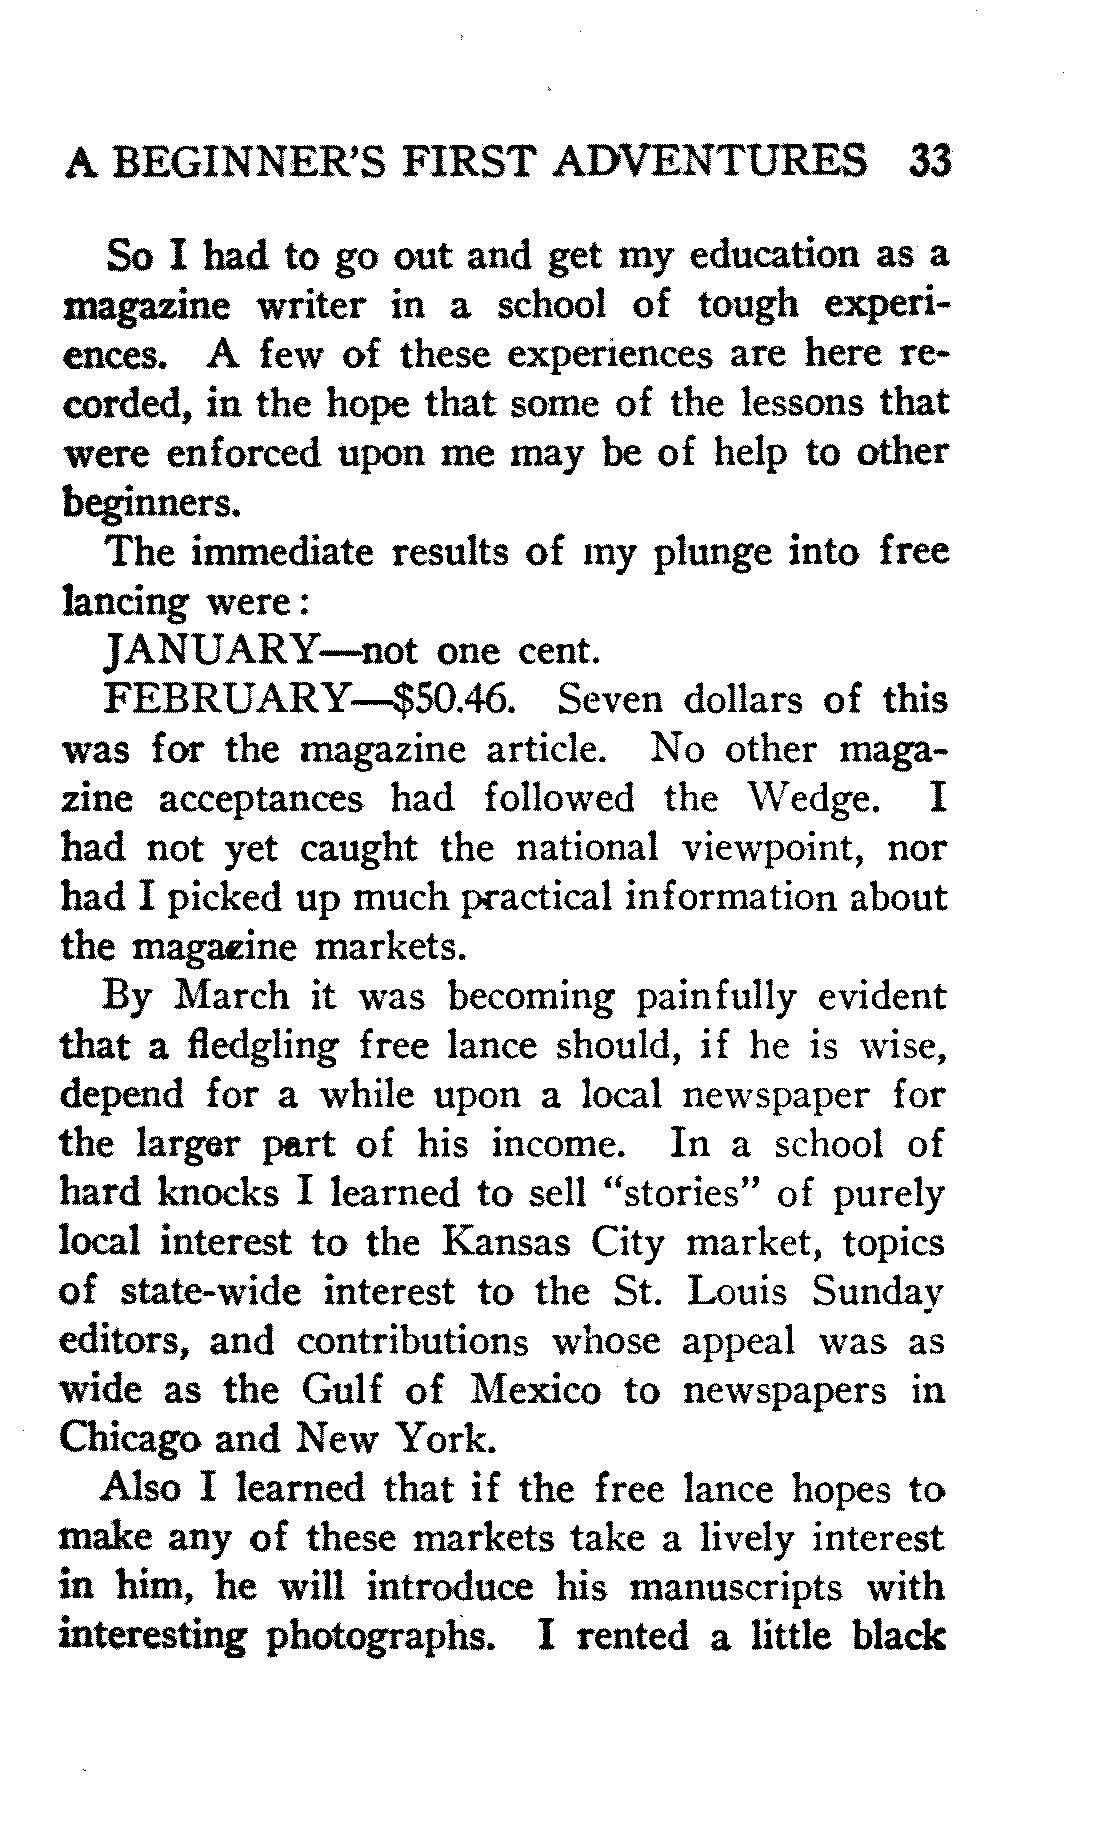 A BEGINNER'S FIRST ADVENTURES 33
So I had to go out and get my education as a
magazine writer in a school of tough experi-
ences. A few of these experiences are here re-
corded, in the hope that some of the lessons that
were enforced upon me may be of help to other
beginners.
The immediate results of my plunge into free
lancing were:
JANUARY—not one cent.
FEBRUARY—$50.46. Seven dollars of this
was for the magazine article. No other maga-
zine acceptances had followed the Wedge. I
had not yet caught the national viewpoint, nor
had I picked up much practical information about
the magazine markets.
By March it was becoming painfully evident
that a fledgling free lance should, if he is wise,
depend for a while upon a local newspaper for
the larger part of his income. In a school of
hard knocks I learned to sell “stories” of purely
local interest to the Kansas City market, topics
of state-wide interest to the St. Louis Sunday
editors, and contributions whose appeal was as
wide as the Gulf of Mexico to newspapers in
Chicago and New York.
Also I learned that if the free lance hopes to
make any of these markets take a lively interest
in him, he will introduce his manuscripts with
interesting photographs. I rented a little black